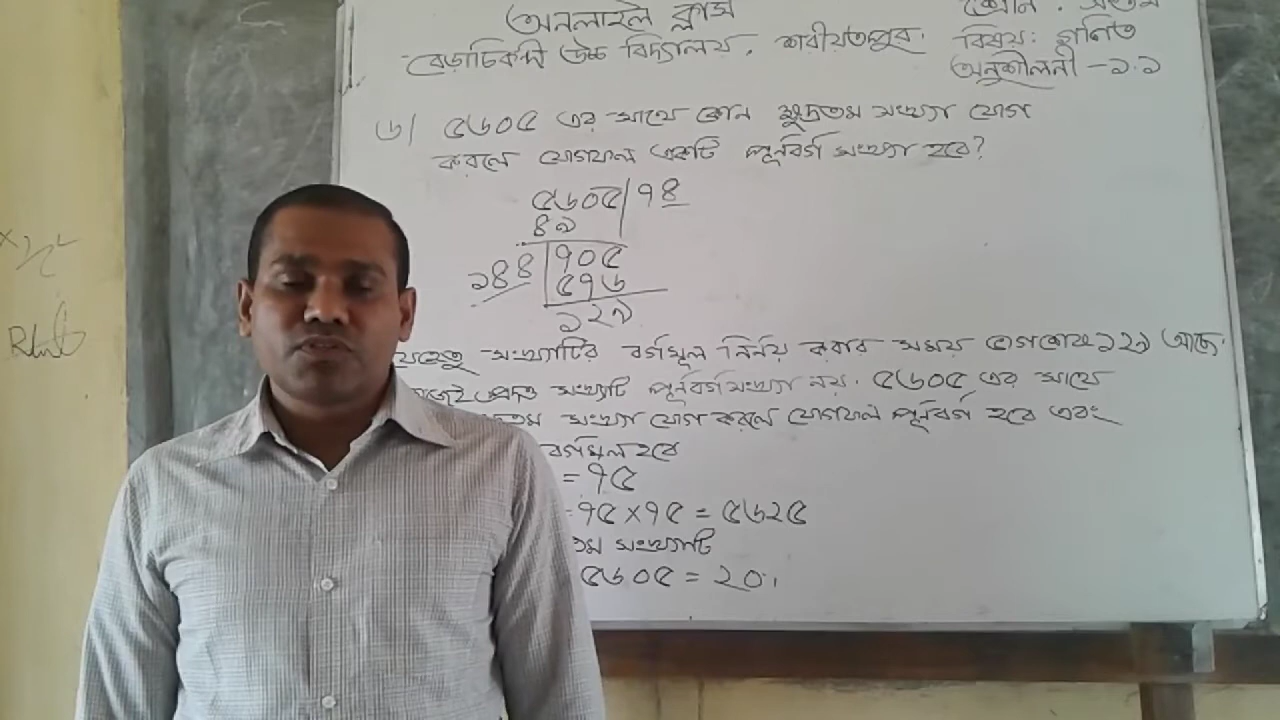 অনলাইন ক্লাস
শ্রেণি : সপ্তম
বেড়াচিকন্দী উচ্চ বিদ্যালয়, শরীয়তপুর।
বিষয়: গণিত
অনুশীলনী - ১.১
৬। ৫৬০৫ এর সাথে কোন ক্ষুদ্রতম সংখ্যা যোগ
করলে যোগফল একটি পূর্ণবর্গ সংখ্যা হবে?
৫৬০৫ | ৭৪
৪৯
১৪৪ | ৭০৫
৫৭৬
১২৯
যেহেতু সংখ্যাটির বর্গমূল নির্ণয় করার সময় ভাগশেষ ১২৯ আছে।
প্রদত্ত সংখ্যাটি পূর্ণবর্গ সংখ্যা নয়। ৫৬০৫ এর সাথে
সংখ্যা যোগ করলে যোগফল পূর্ণবর্গ হবে এবং
বর্গমূল হবে
= ৭৫
= ৭৫ × ৭৫ = ৫৬২৫
সংখ্যাটি
৫৬০৫ = ২০।